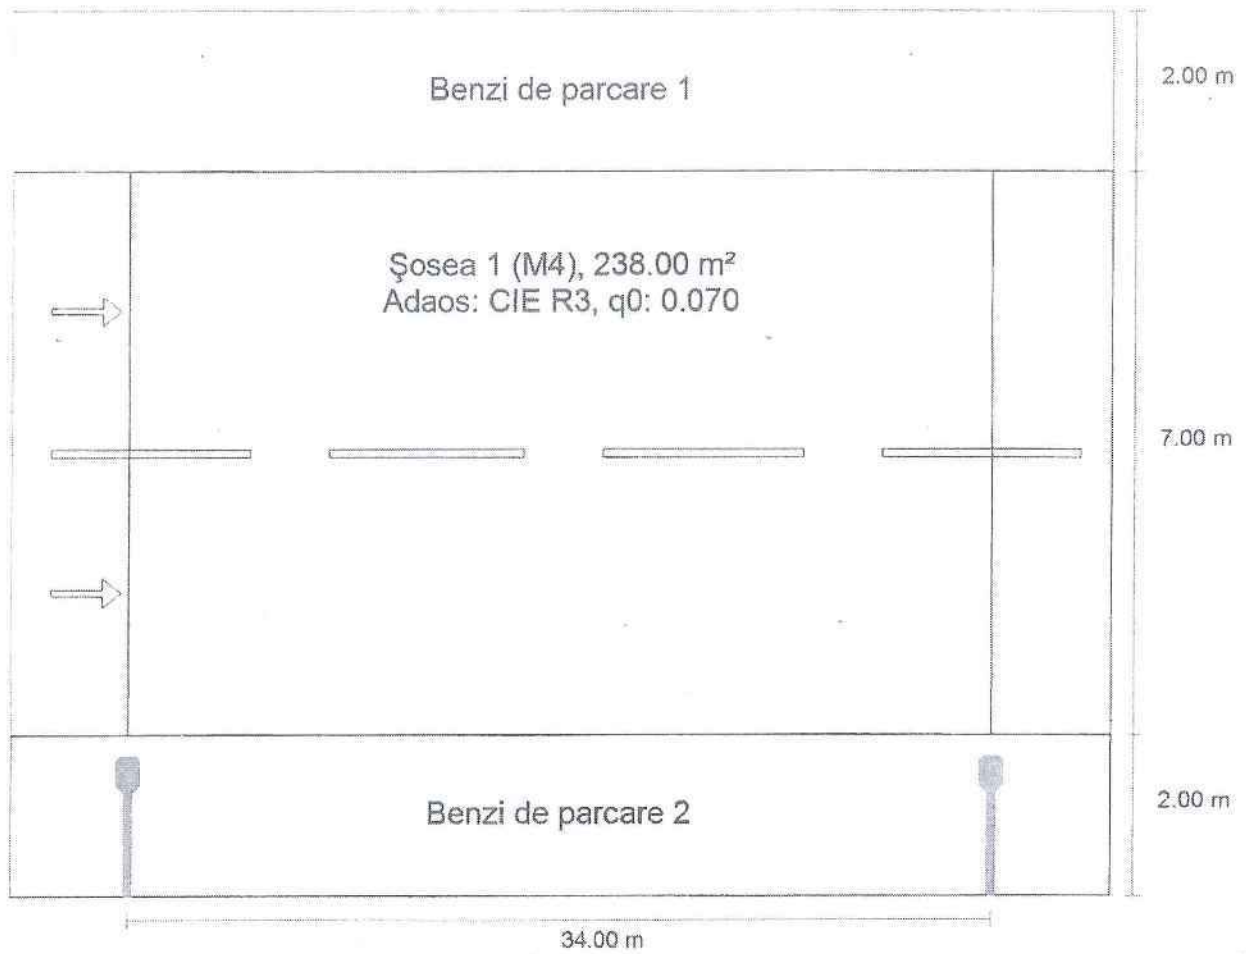 Benzi de parcare 1
2.00 m
Şosea 1 (M4), 238.00 m²
Adaos: CIE R3, q0: 0.070
7.00 m
Benzi de parcare 2
2.00 m
34.00 m